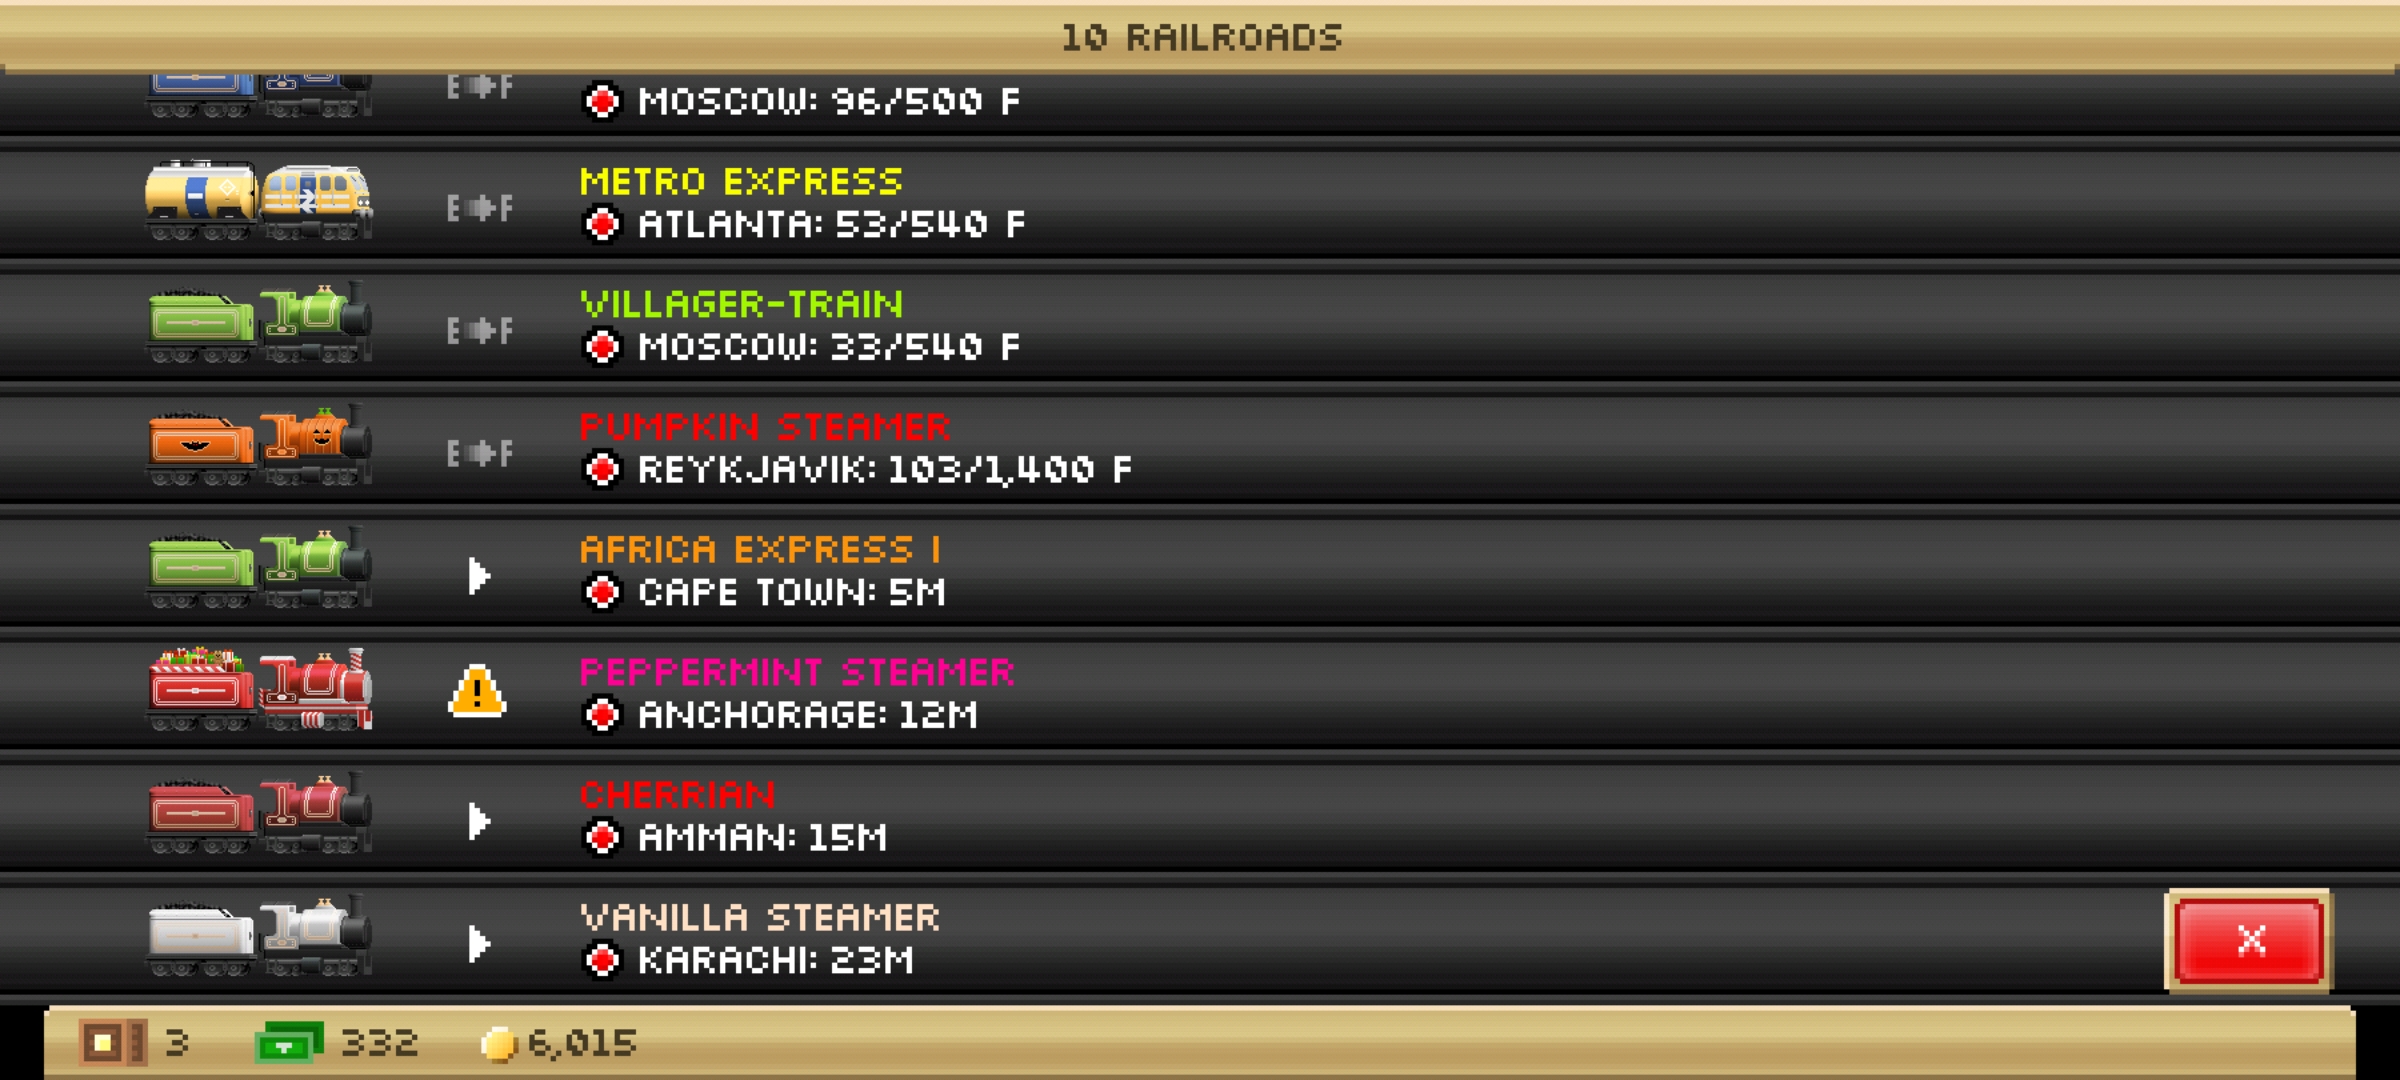 10 RAILROADS
E F
MOSCOW: 96/500 F
METRO EXPRESS
E F
ATLANTA: 53/540 F
VILLAGER-TRAIN
E F
MOSCOW: 33/540 F
PUMPKIN STEAMER
E F
REYKJAVIK: 103/1,400 F
AFRICA EXPRESS I
CAPE TOWN: 5M
PEPPERMINT STEAMER
!
ANCHORAGE: 12M
CHERRIAN
AMMAN: 15M
VANILLA STEAMER
KARACHI: 23M
X
3 332 6,015